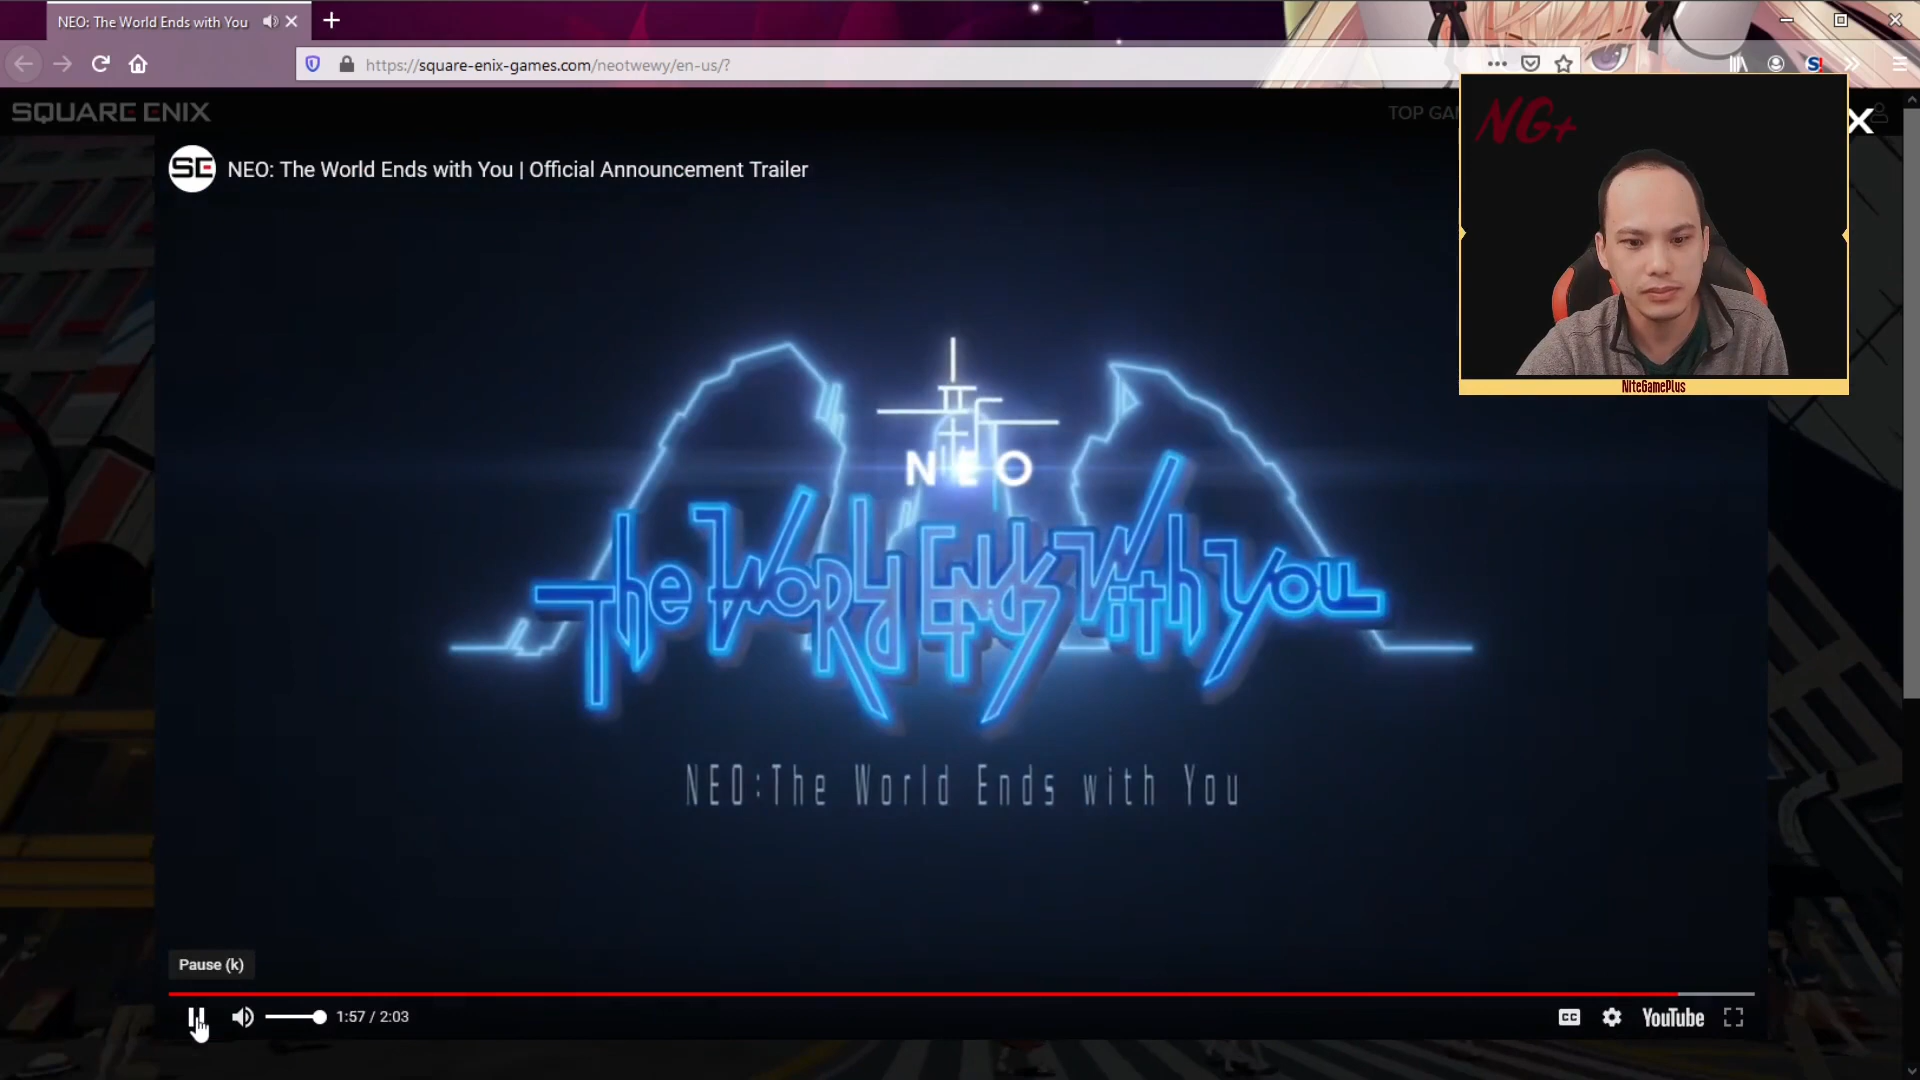 NEO: The World Ends with You
https://square-enix-games.com/neotwewy/en-us/?
SQUARE ENIX
TOP GA
NG+
SE
NEO: The World Ends with You | Official Announcement Trailer
NiteGamePlus
NEO
The World Ends With You
NEO:The World Ends with You
Pause (k)
1:57 / 2:03
CC
YouTube